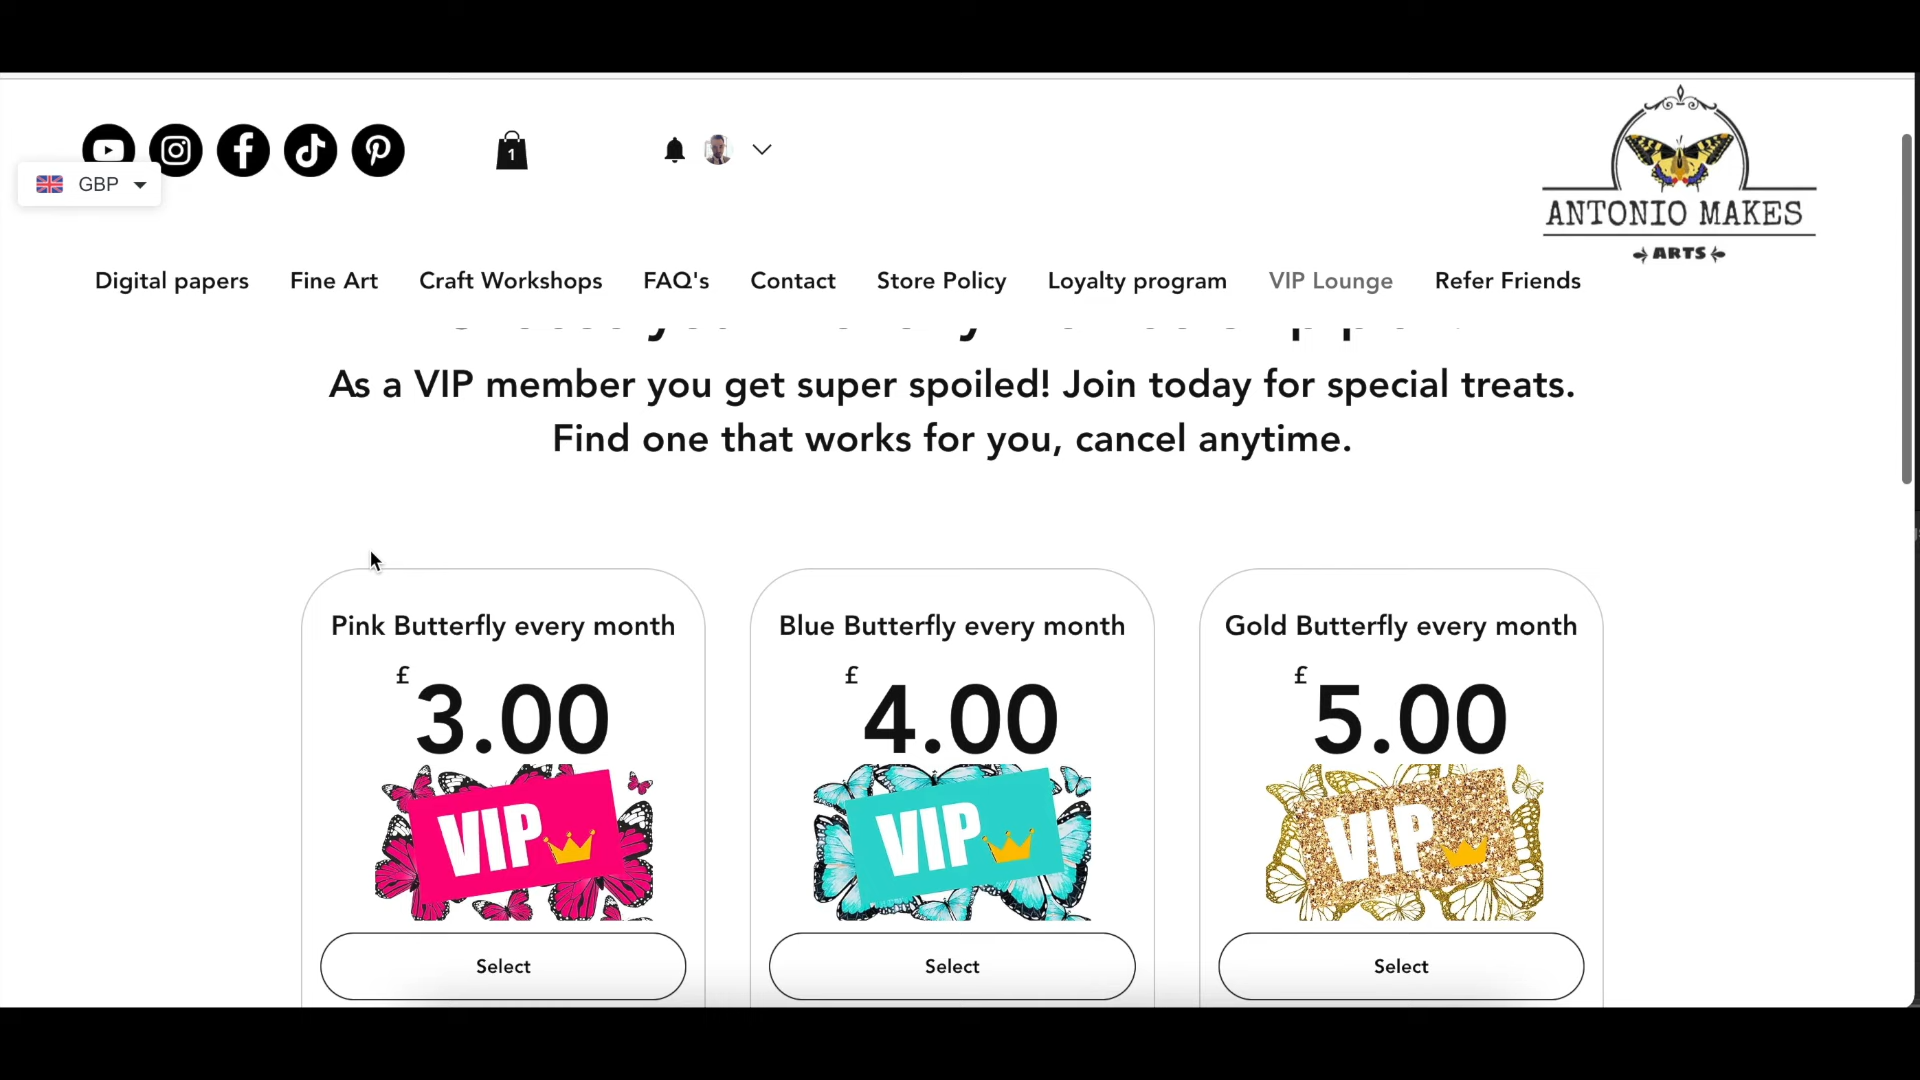 1
GBP
ANTONIO MAKES
ARTS
Digital papers Fine Art Craft Workshops FAQ's Contact Store Policy Loyalty program VIP Lounge Refer Friends
As a VIP member you get super spoiled! Join today for special treats.
Find one that works for you, cancel anytime.
Pink Butterfly every month
£3.00
VIP
Select
Blue Butterfly every month
£4.00
VIP
Select
Gold Butterfly every month
£5.00
VIP
Select